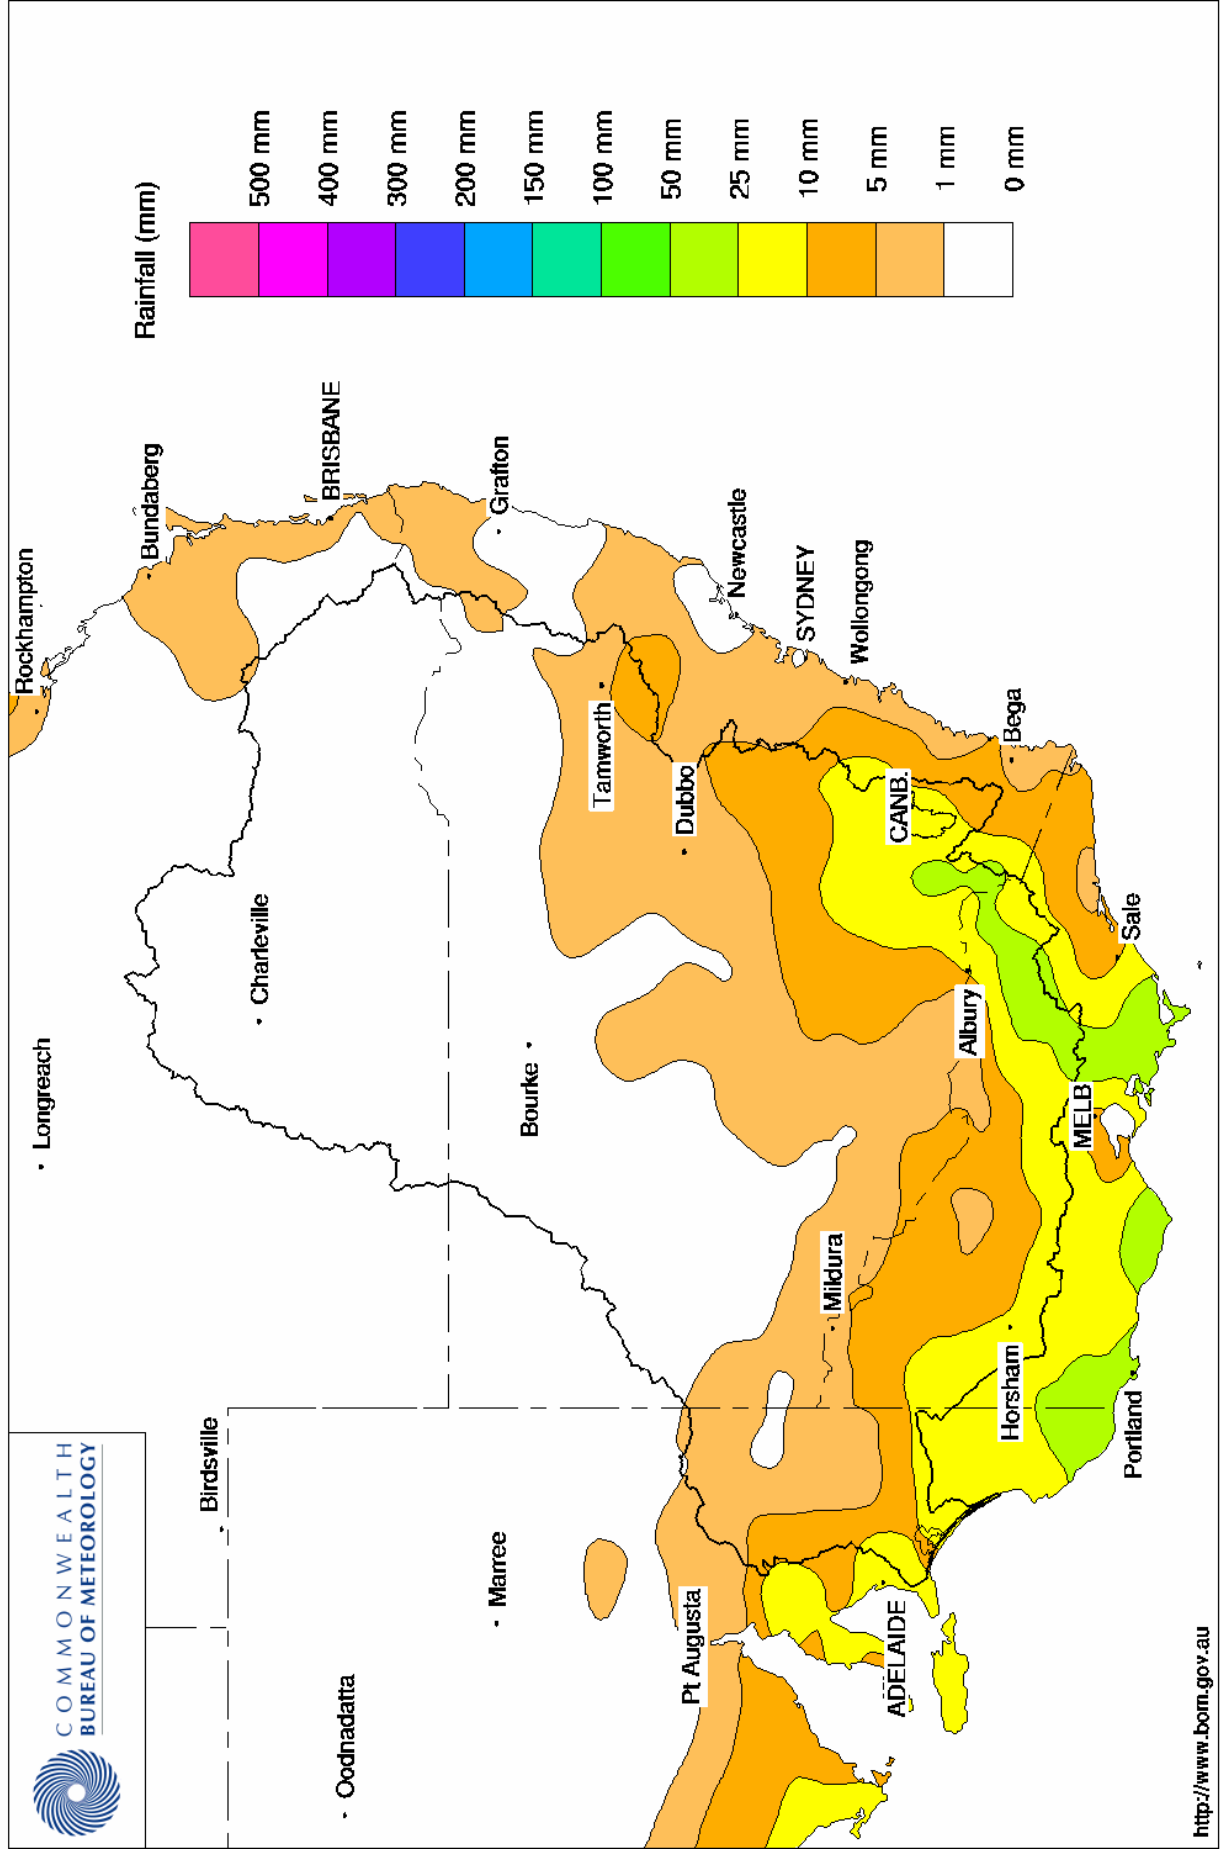 COMMONWEALTH
BUREAU OF METEOROLOGY
Rainfall (mm)
500 mm
400 mm
300 mm
200 mm
150 mm
100 mm
50 mm
25 mm
10 mm
5 mm
1 mm
0 mm
Longreach
Rockhampton
Bundaberg
Birdsville
Charleville
BRISBANE
Oodnadatta
Marree
Bourke
Grafton
Tamworth
Pt Augusta
Dubbo
Newcastle
SYDNEY
Mildura
Wollongong
ADELAIDE
CANB.
Albury
Horsham
Bega
MELB
Portland
Sale
http://www.bom.gov.au